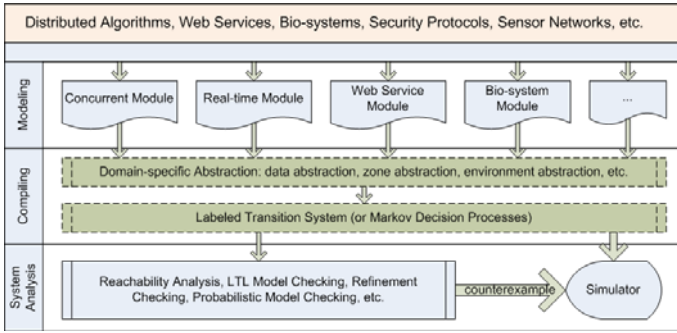 Distributed Algorithms, Web Services, Bio-systems, Security Protocols, Sensor Networks, etc.
Modeling
Concurrent Module
Real-time Module
Web Service
Module
Bio-system
Module
...
Compiling
Domain-specific Abstraction: data abstraction, zone abstraction, environment abstraction, etc.
Labeled Transition System (or Markov Decision Processes)
System
Analysis
Reachability Analysis, LTL Model Checking, Refinement
Checking, Probabilistic Model Checking, etc.
counterexample
Simulator